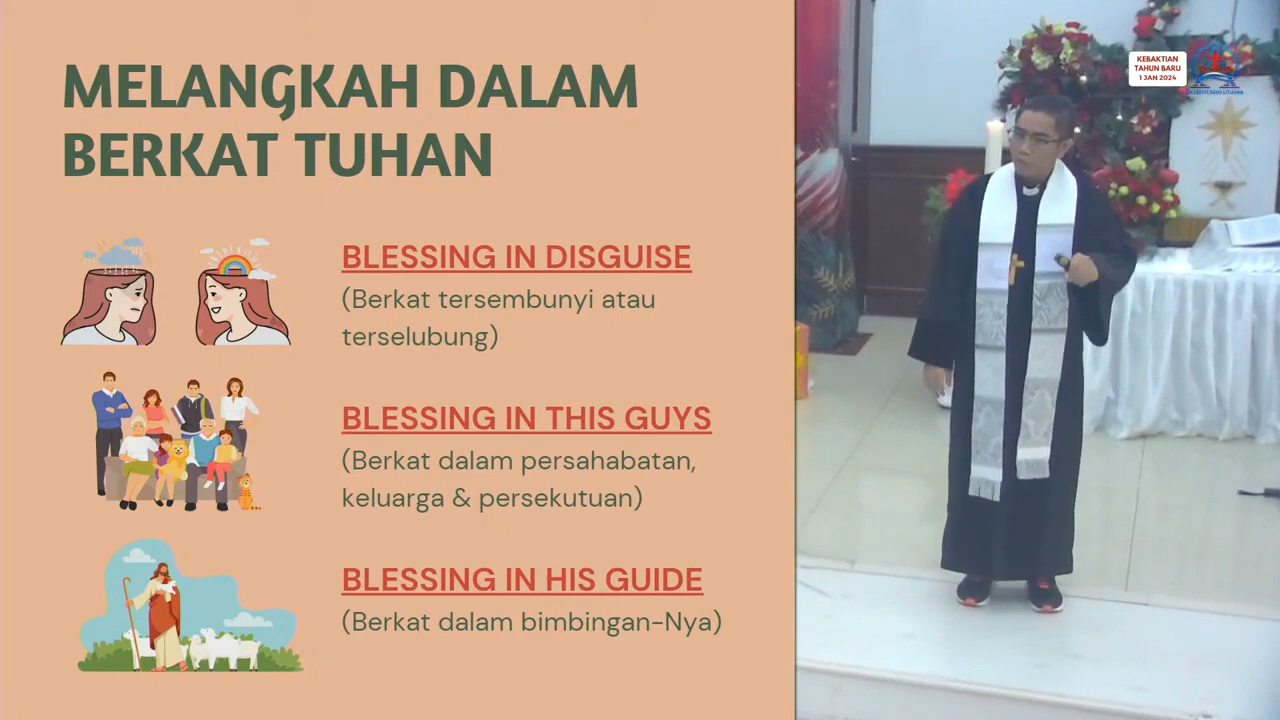 MELANGKAH DALAM
BERKAT TUHAN
BLESSING IN DISGUISE
(Berkat tersembunyi atau
terselubung)
BLESSING IN THIS GUYS
(Berkat dalam persahabatan,
keluarga & persekutuan)
BLESSING IN HIS GUIDE
(Berkat dalam bimbingan-Nya)
KEBAKTIAN
TAHUN BARU
1 JAN 2024